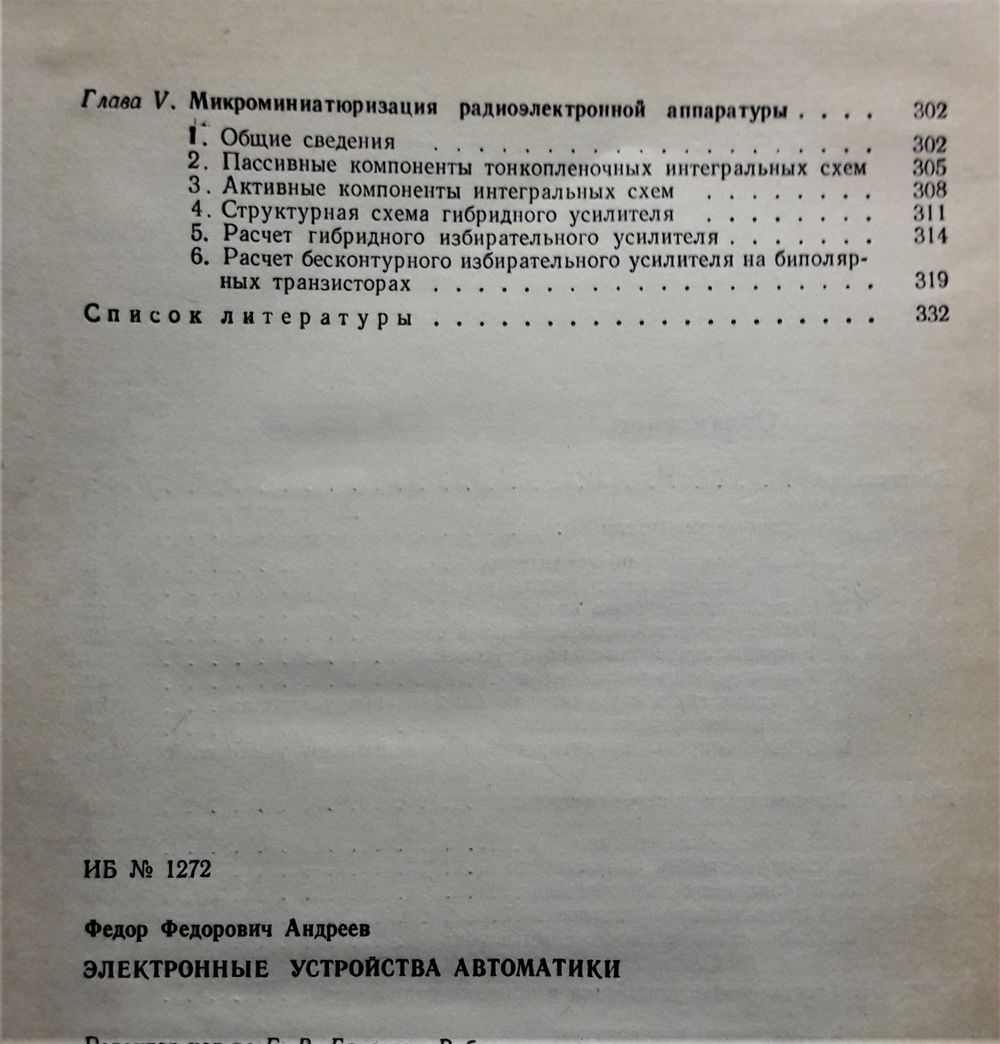 Глава V. Микроминиатюризация радиоэлектронной аппаратуры . . . . 302
1. Общие сведения . . . . . . . . . . . . . . . . . . . 302
2. Пассивные компоненты тонкопленочных интегральных схем 305
3. Активные компоненты интегральных схем . . . . . . . 308
4. Структурная схема гибридного усилителя . . . . . . . 311
5. Расчет гибридного избирательного усилителя . . . . . . 314
6. Расчет бесконтурного избирательного усилителя на биполяр-
ных транзисторах . . . . . . . . . . . . . . . . . . . 319
Список литературы . . . . . . . . . . . . . . . . . . . 332
ИБ № 1272
Федор Федорович Андреев
ЭЛЕКТРОННЫЕ УСТРОЙСТВА АВТОМАТИКИ